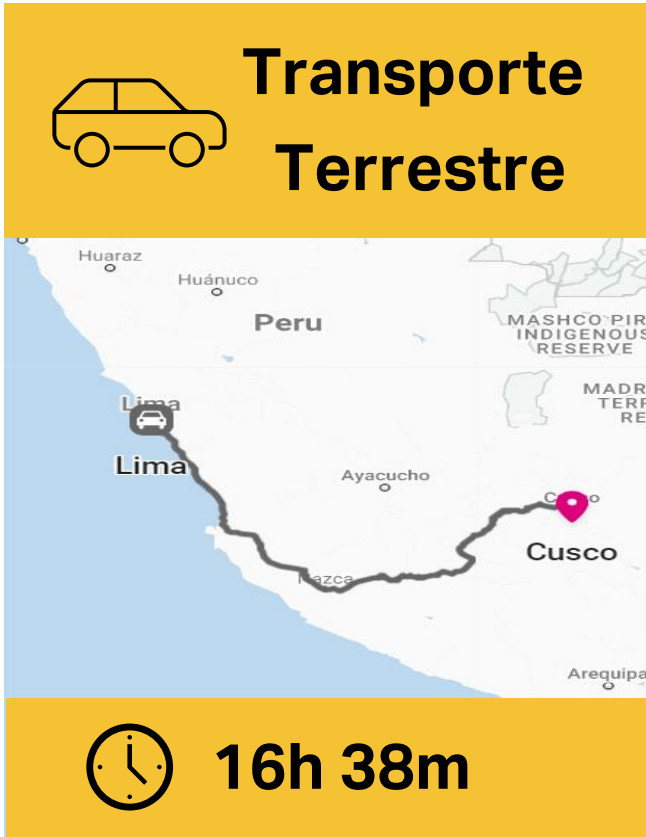 Transporte
Terrestre
Huaraz
Huánuco
Peru
MASHCO PIR
INDIGENOUS
RESERVE
MADR
TERR
RE
Lima
Lima
Ayacucho
Cusco
Nazca
Arequipa
16h 38m